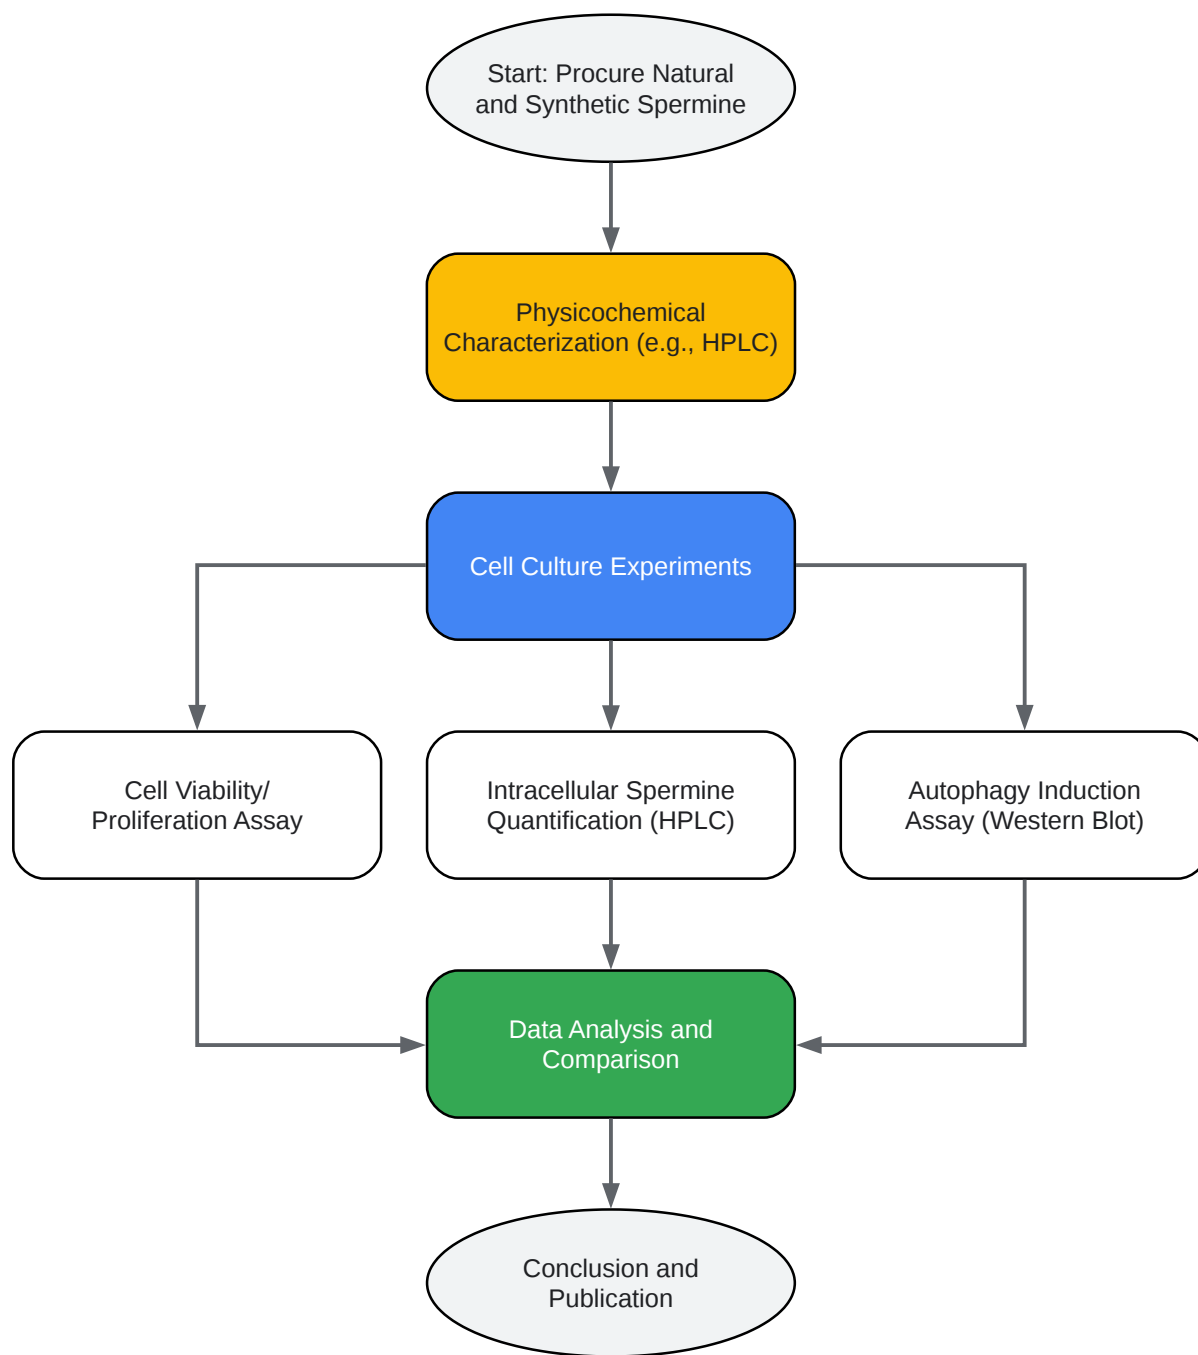 Start: Procure Natural
and Synthetic Spermine
Physicochemical
Characterization (e.g., HPLC)
Cell Culture Experiments
Cell Viability/
Proliferation Assay
Intracellular Spermine
Quantification (HPLC)
Autophagy Induction
Assay (Western Blot)
Data Analysis and
Comparison
Conclusion and
Publication